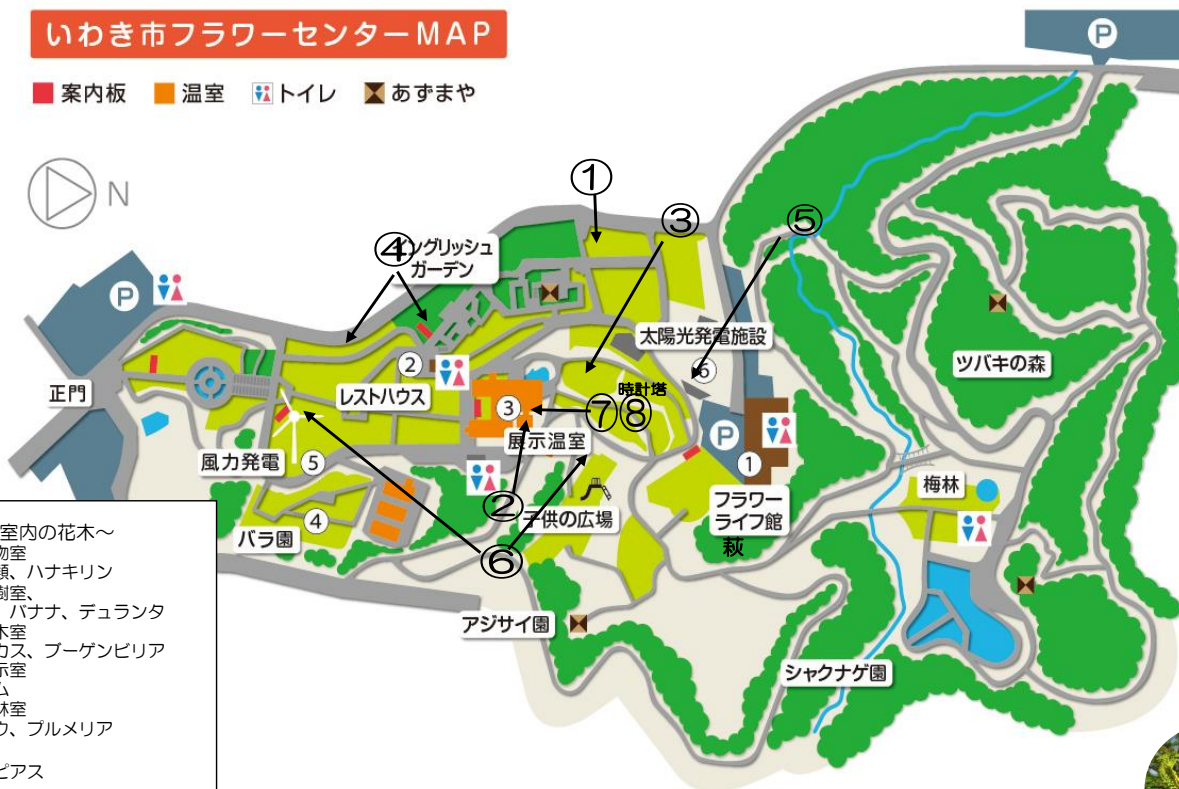 いわき市フラワーセンターMAP
案内板 温室 トイレ あずまや
P
N
①
③
⑤
④
イングリッシュ
ガーデン
P
太陽光発電施設
⑥
ツバキの森
正門
②
レストハウス
時計塔
③
⑦⑧
展示温室
P
①
風力発電
⑤
梅林
②
子供の広場
フラワー
ライフ館
萩
④
バラ園
⑥
アジサイ園
シャクナゲ園
室内の花木～
物室
、ハナキリン
樹室、
、バナナ、デュランタ
木室
カス、ブーゲンビリア
示室
ム
林室
ウ、プルメリア
ピアス